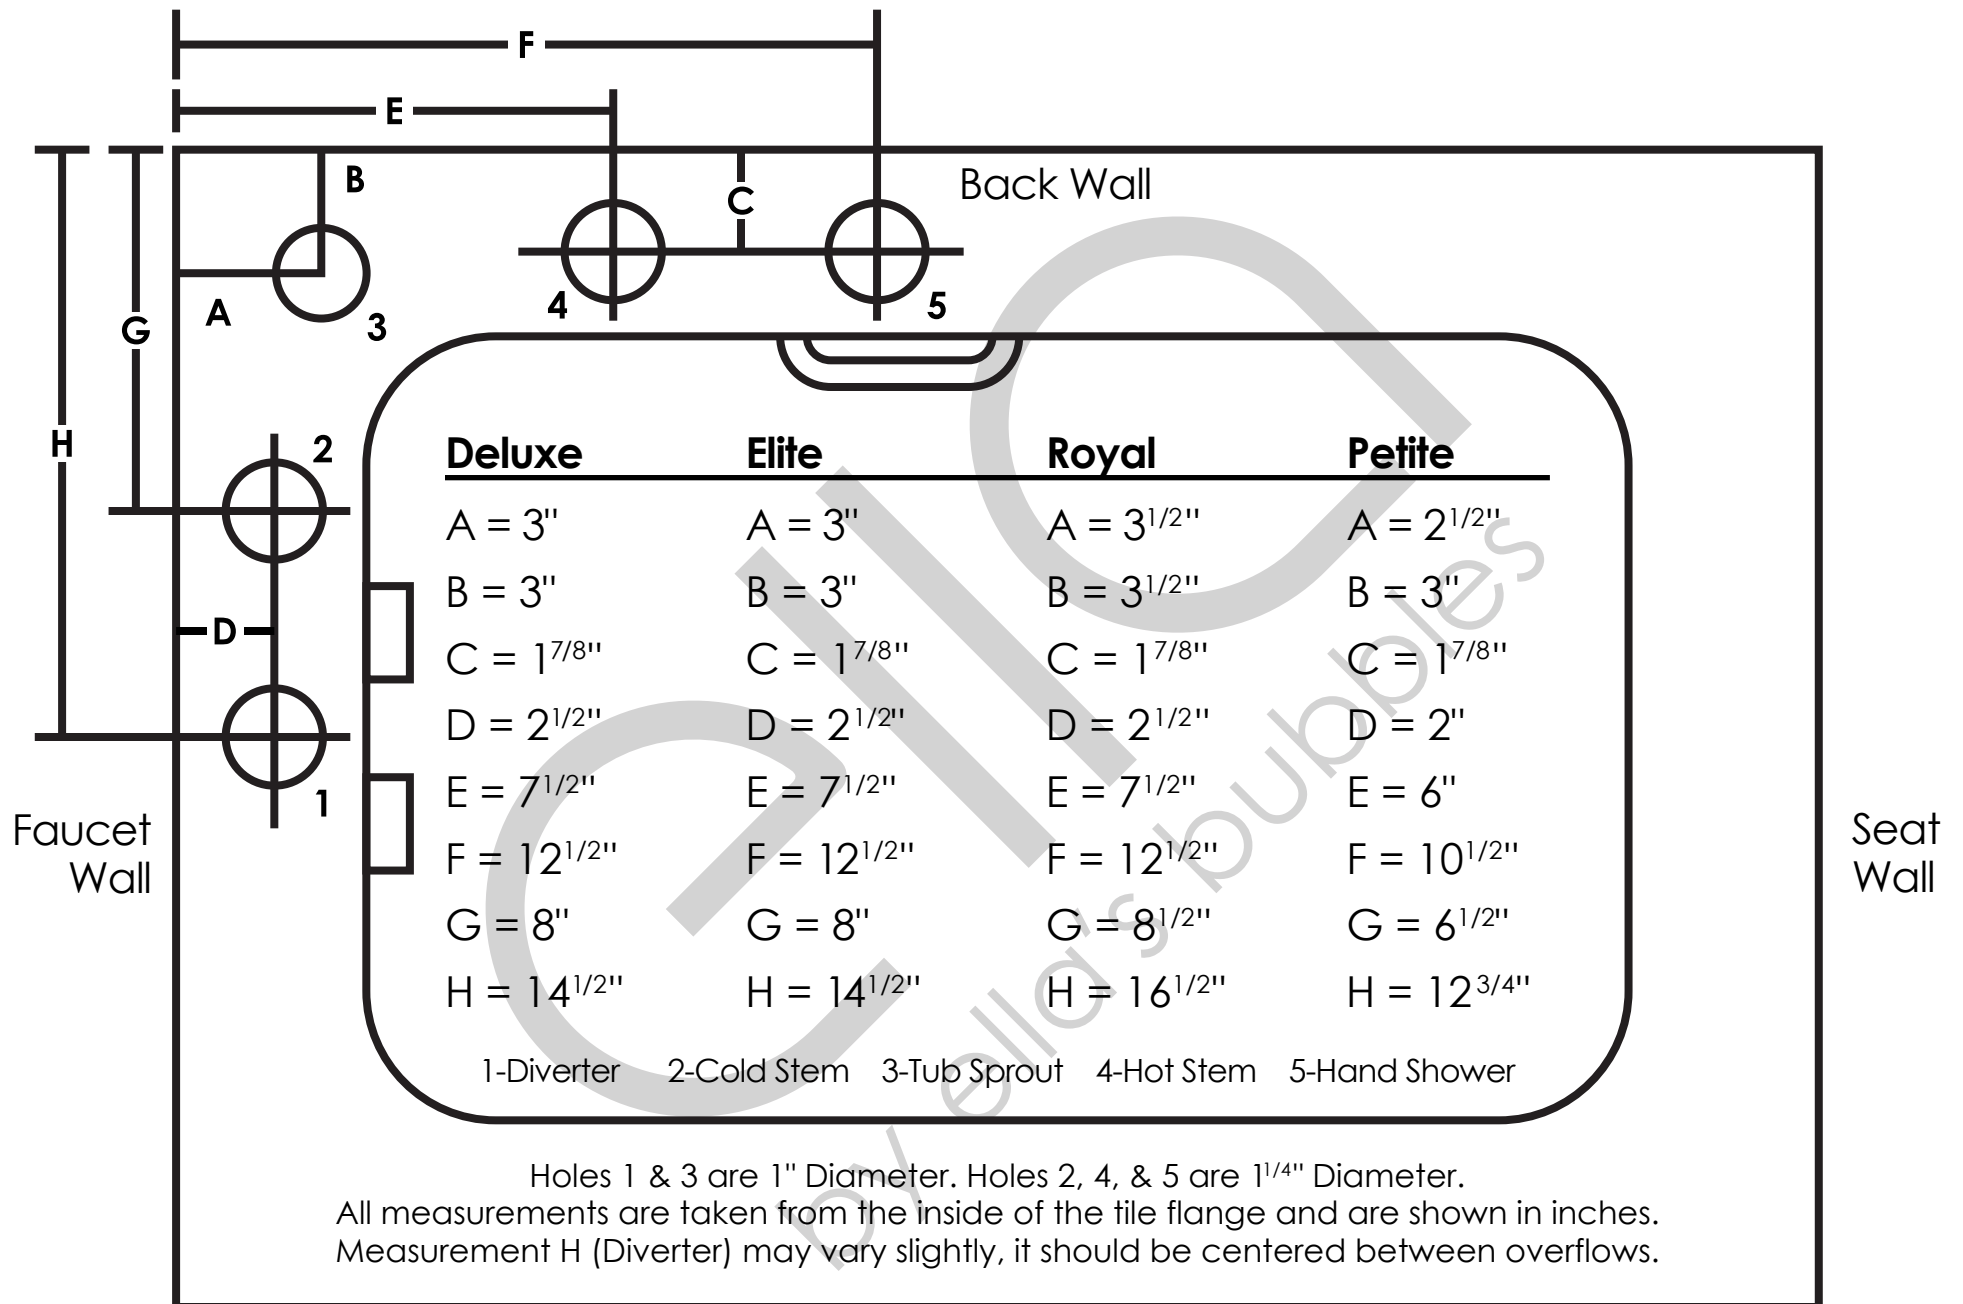 F
E
B
Back Wall
C
A
G
3
4
5
H
2
D
1
Faucet
Wall
Seat
Wall
Deluxe Elite Royal Petite
A = 3" A = 3" A = 3 1/2" A = 2 1/2"
B = 3" B = 3" B = 3 1/2" B = 3"
C = 1 7/8" C = 1 7/8" C = 1 7/8" C = 1 7/8"
D = 2 1/2" D = 2 1/2" D = 2 1/2" D = 2"
E = 7 1/2" E = 7 1/2" E = 7 1/2" E = 6"
F = 12 1/2" F = 12 1/2" F = 12 1/2" F = 10 1/2"
G = 8" G = 8" G = 8 1/2" G = 6 1/2"
H = 14 1/2" H = 14 1/2" H = 16 1/2" H = 12 3/4"
1-Diverter 2-Cold Stem 3-Tub Sprout 4-Hot Stem 5-Hand Shower
Holes 1 & 3 are 1" Diameter. Holes 2, 4, & 5 are 1 1/4" Diameter.
All measurements are taken from the inside of the tile flange and are shown in inches.
Measurement H (Diverter) may vary slightly, it should be centered between overflows.
ella
by ella's bubbles